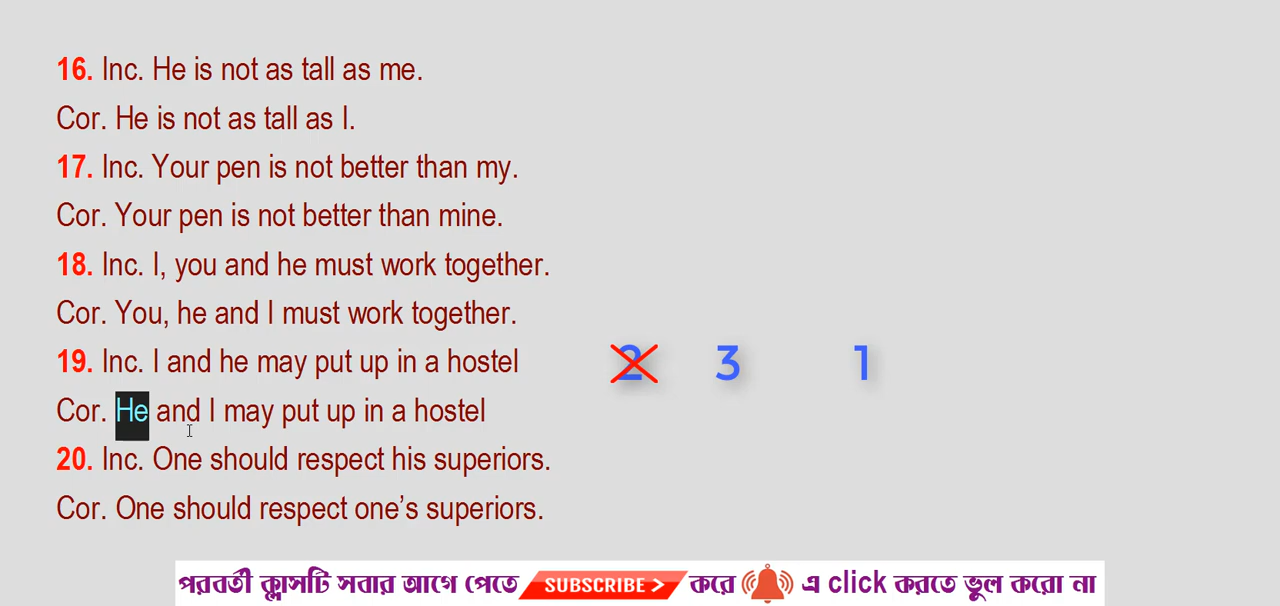 16. Inc. He is not as tall as me.
Cor. He is not as tall as I.
17. Inc. Your pen is not better than my.
Cor. Your pen is not better than mine.
18. Inc. I, you and he must work together.
Cor. You, he and I must work together.
19. Inc. I and he may put up in a hostel
2 3 1
Cor. He and I may put up in a hostel
20. Inc. One should respect his superiors.
Cor. One should respect one’s superiors.
পরবর্তী ক্লাসটি সবার আগে পেতে SUBSCRIBE > করে এ click করতে ভুল করো না